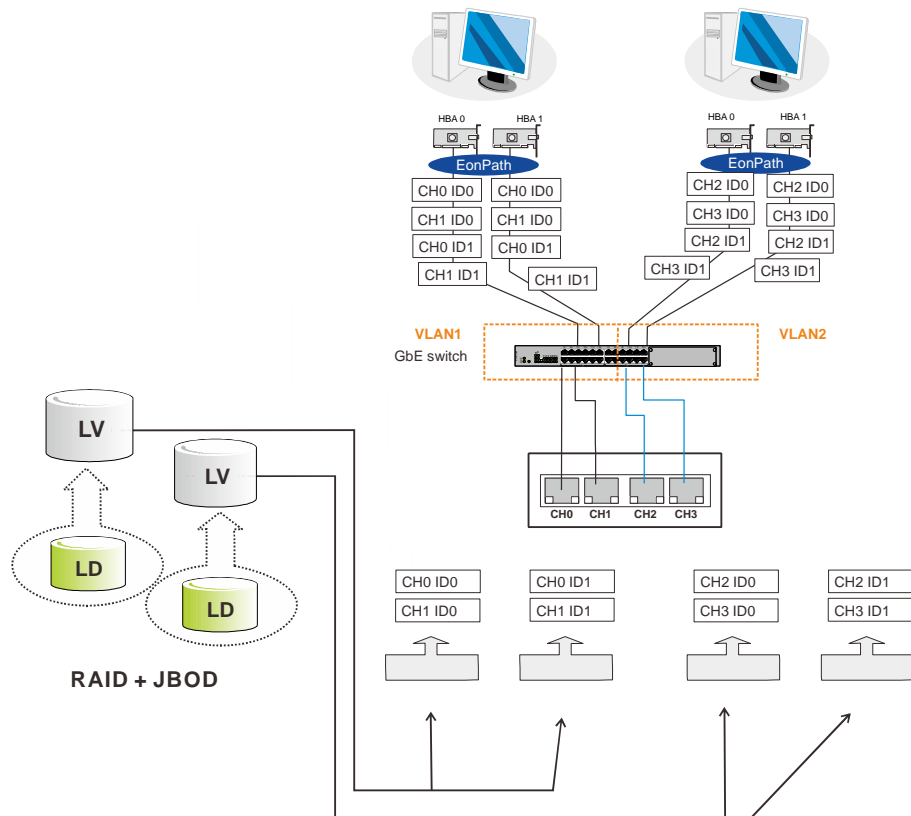 HBA 0
HBA 1
HBA 0
HBA 1
EonPath
EonPath
CH0 ID0
CH0 ID0
CH1 ID0
CH1 ID0
CH0 ID1
CH0 ID1
CH1 ID1
CH1 ID1
CH2 ID0
CH2 ID0
CH3 ID0
CH3 ID0
CH2 ID1
CH2 ID1
CH3 ID1
CH3 ID1
VLAN1
VLAN2
GbE switch
LV
LV
LD
LD
RAID + JBOD
CH0
CH1
CH2
CH3
CH0 ID0
CH0 ID1
CH2 ID0
CH2 ID1
CH1 ID0
CH1 ID1
CH3 ID0
CH3 ID1